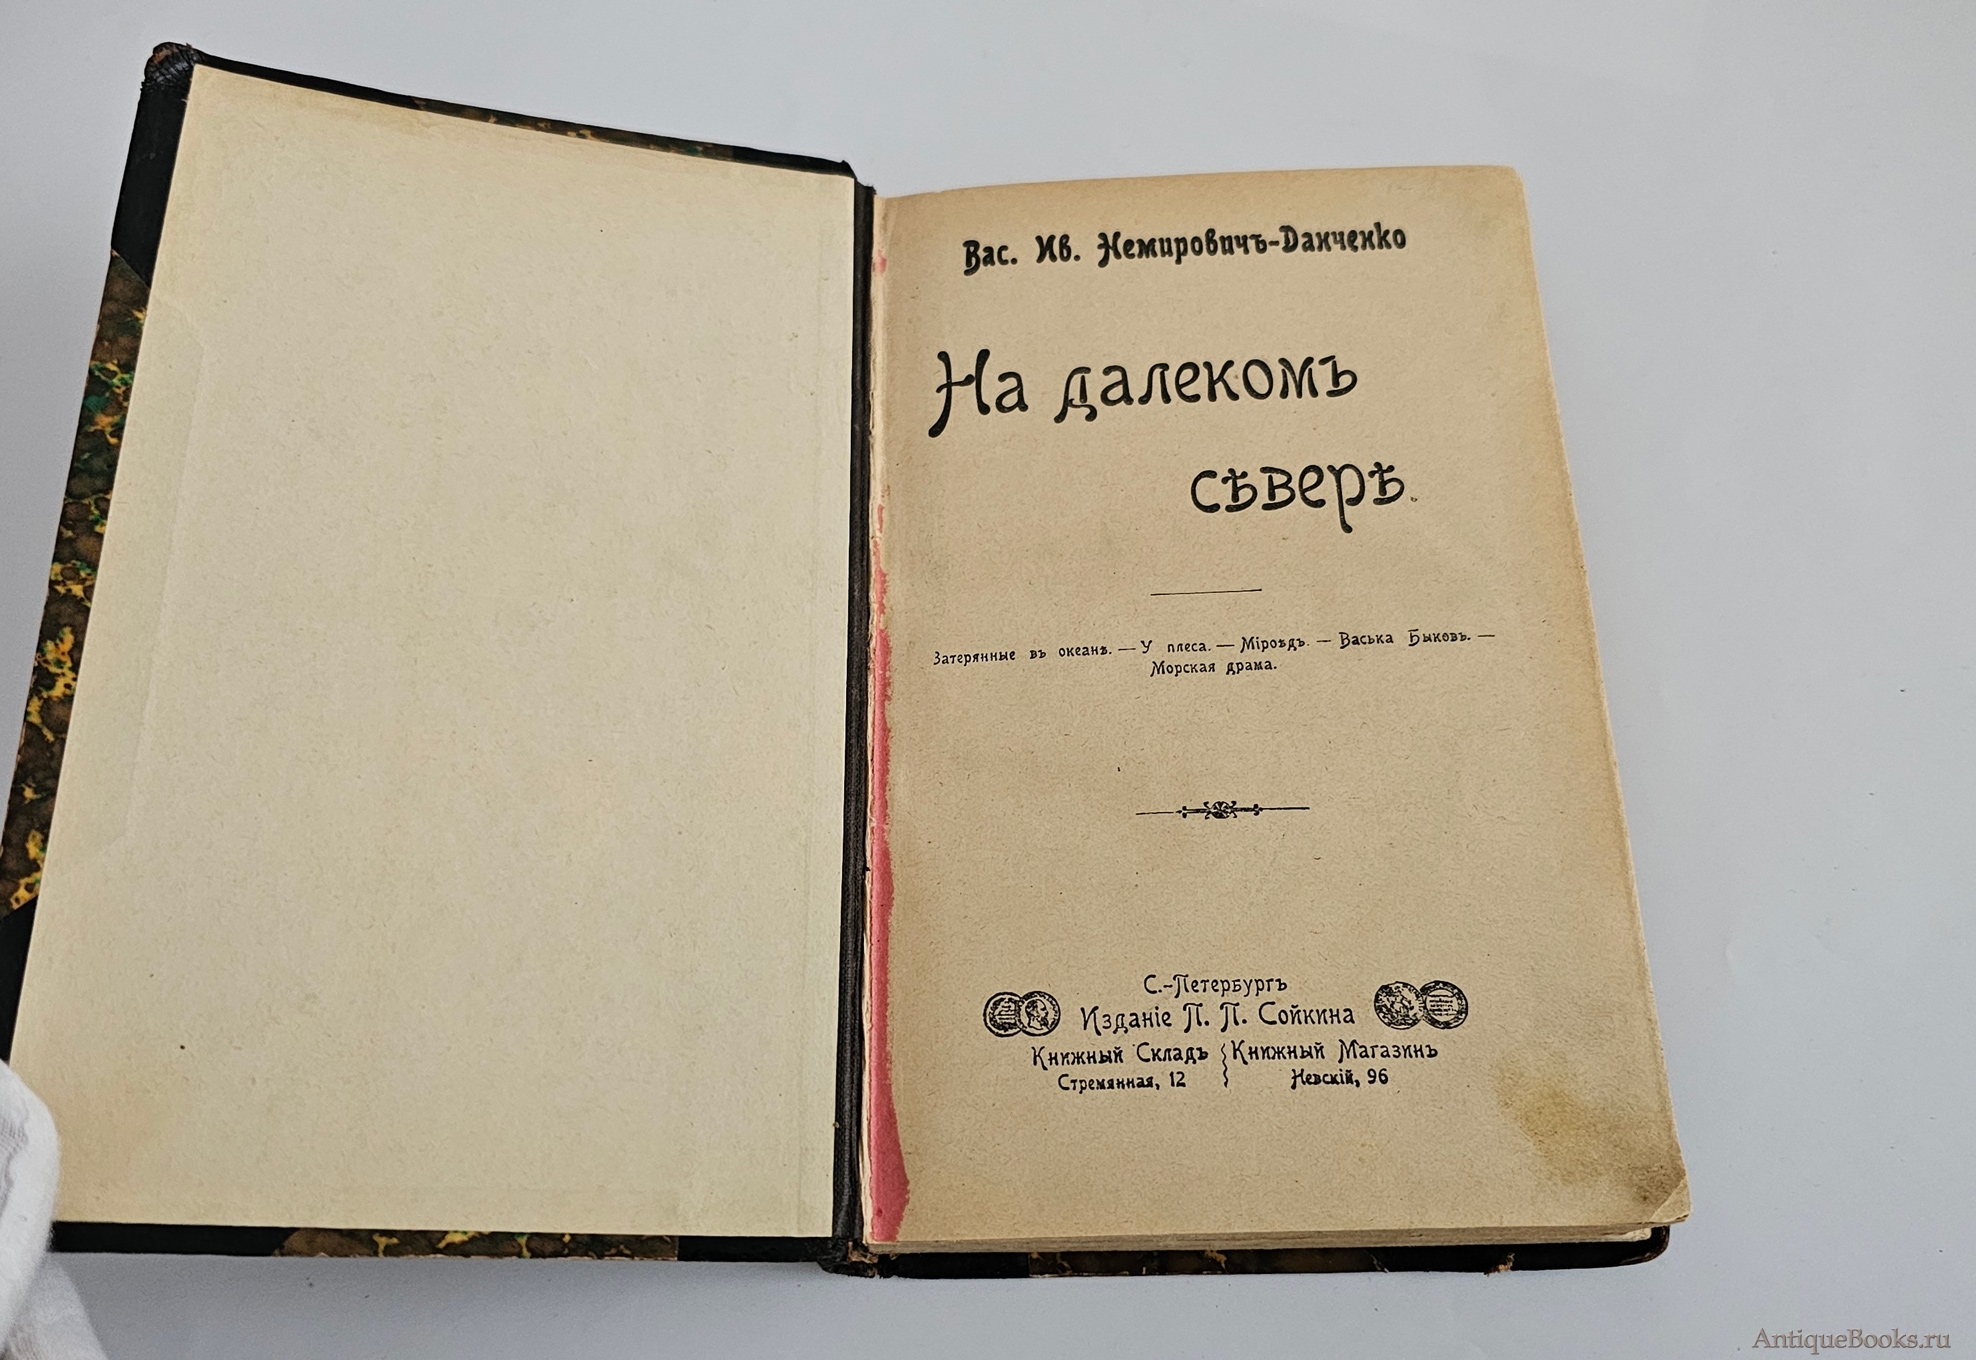 Вас. Ив. Немировичъ-Данченко
На далекомъ
сѣверѣ.
Затерянные въ океанѣ. — У плеса. — Міроѣдъ. — Васька Быковъ. —
Морская драма.
С.-Петербургъ
Изданіе П. П. Сойкина
Книжный Складъ Книжный Магазинъ
Стремянная, 12 Невскій, 96
AntiqueBooks.ru